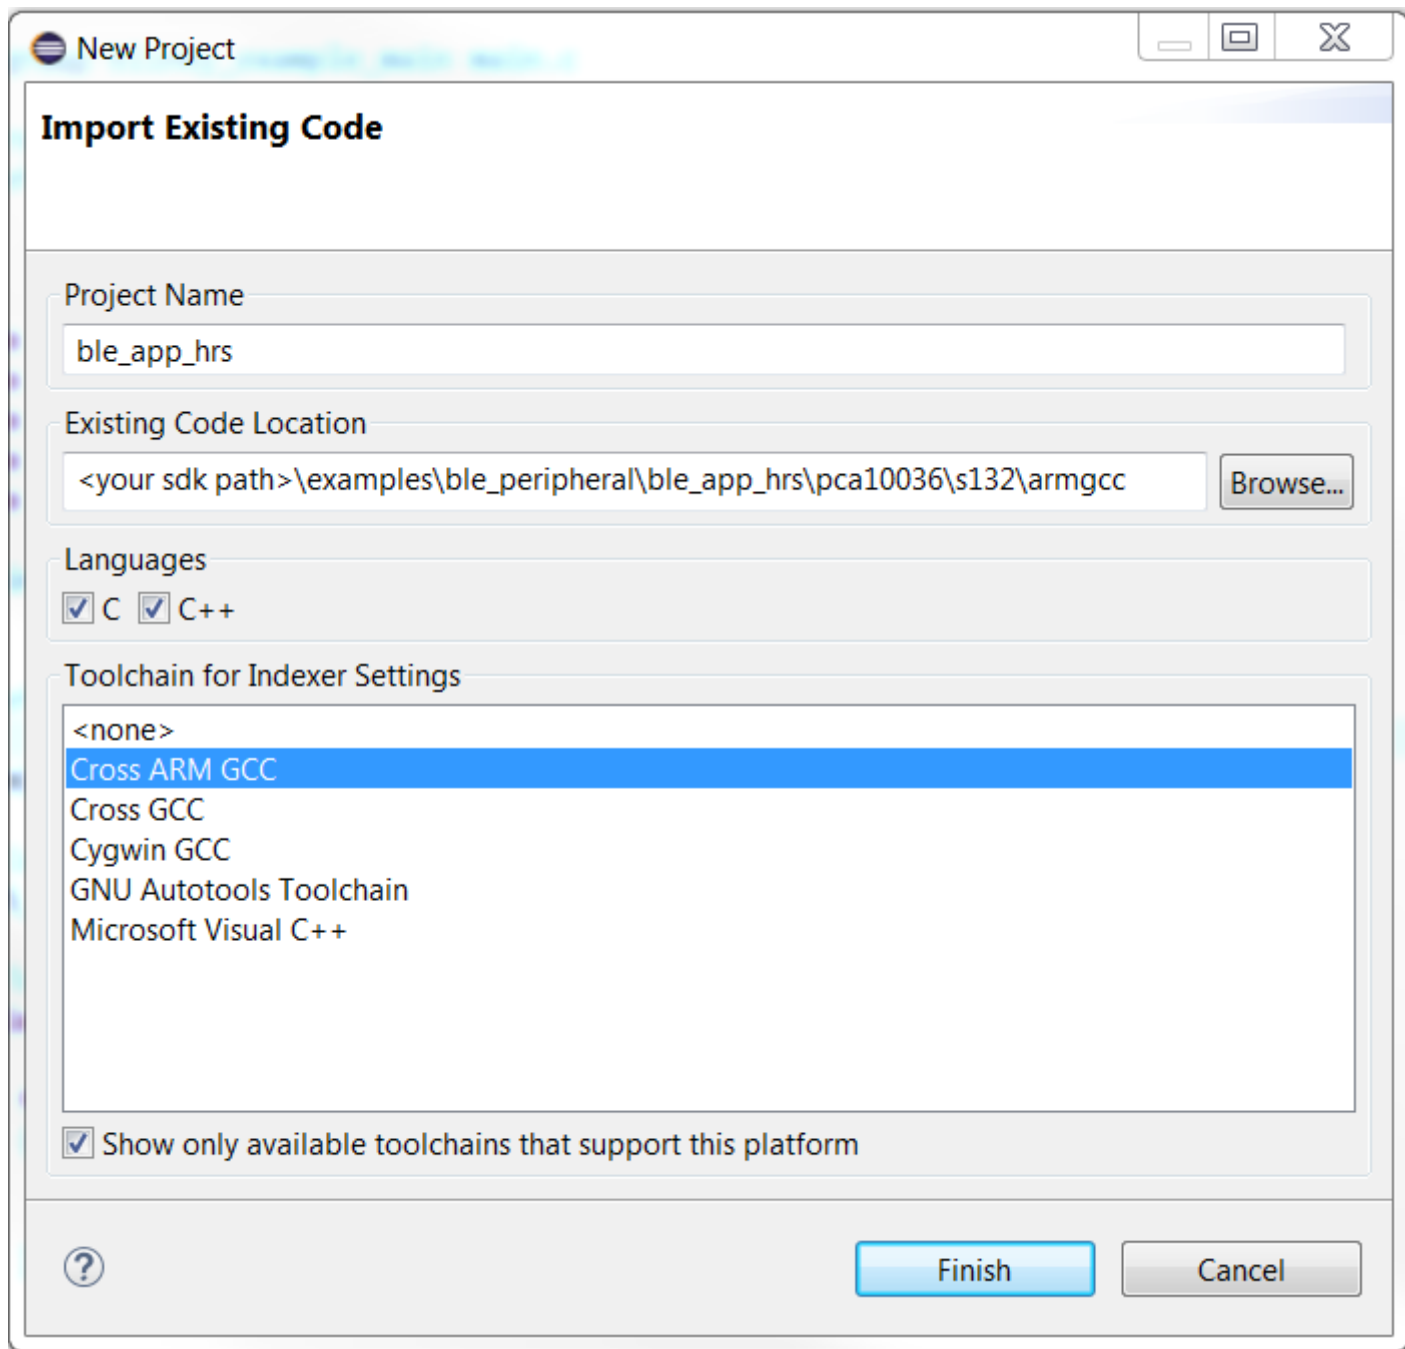 New Project
Import Existing Code
Project Name
ble_app_hrs
Existing Code Location
<your sdk path>\examples\ble_peripheral\ble_app_hrs\pca10036\s132\armgcc
Browse...
Languages
C C++
Toolchain for Indexer Settings
<none>
Cross ARM GCC
Cross GCC
Cygwin GCC
GNU Autotools Toolchain
Microsoft Visual C++
Show only available toolchains that support this platform
? Finish Cancel